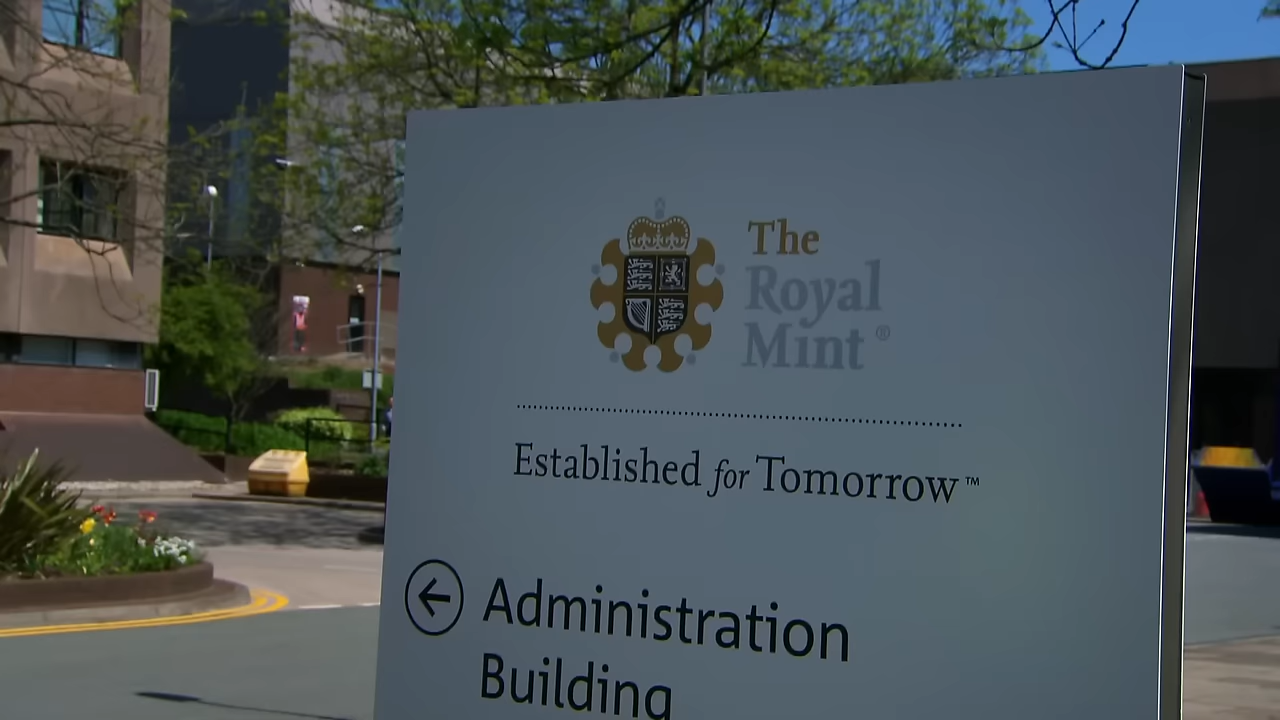 The
Royal
Mint®
Established for Tomorrow™
Administration
Building